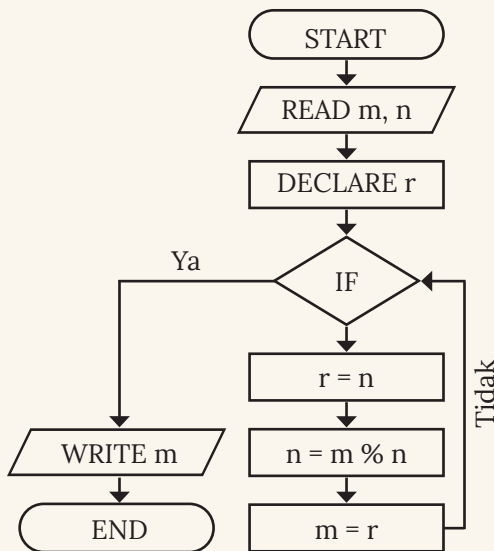 START
READ m, n
DECLARE r
Ya
IF
r = n
Tidak
WRITE m
n = m % n
END
m = r